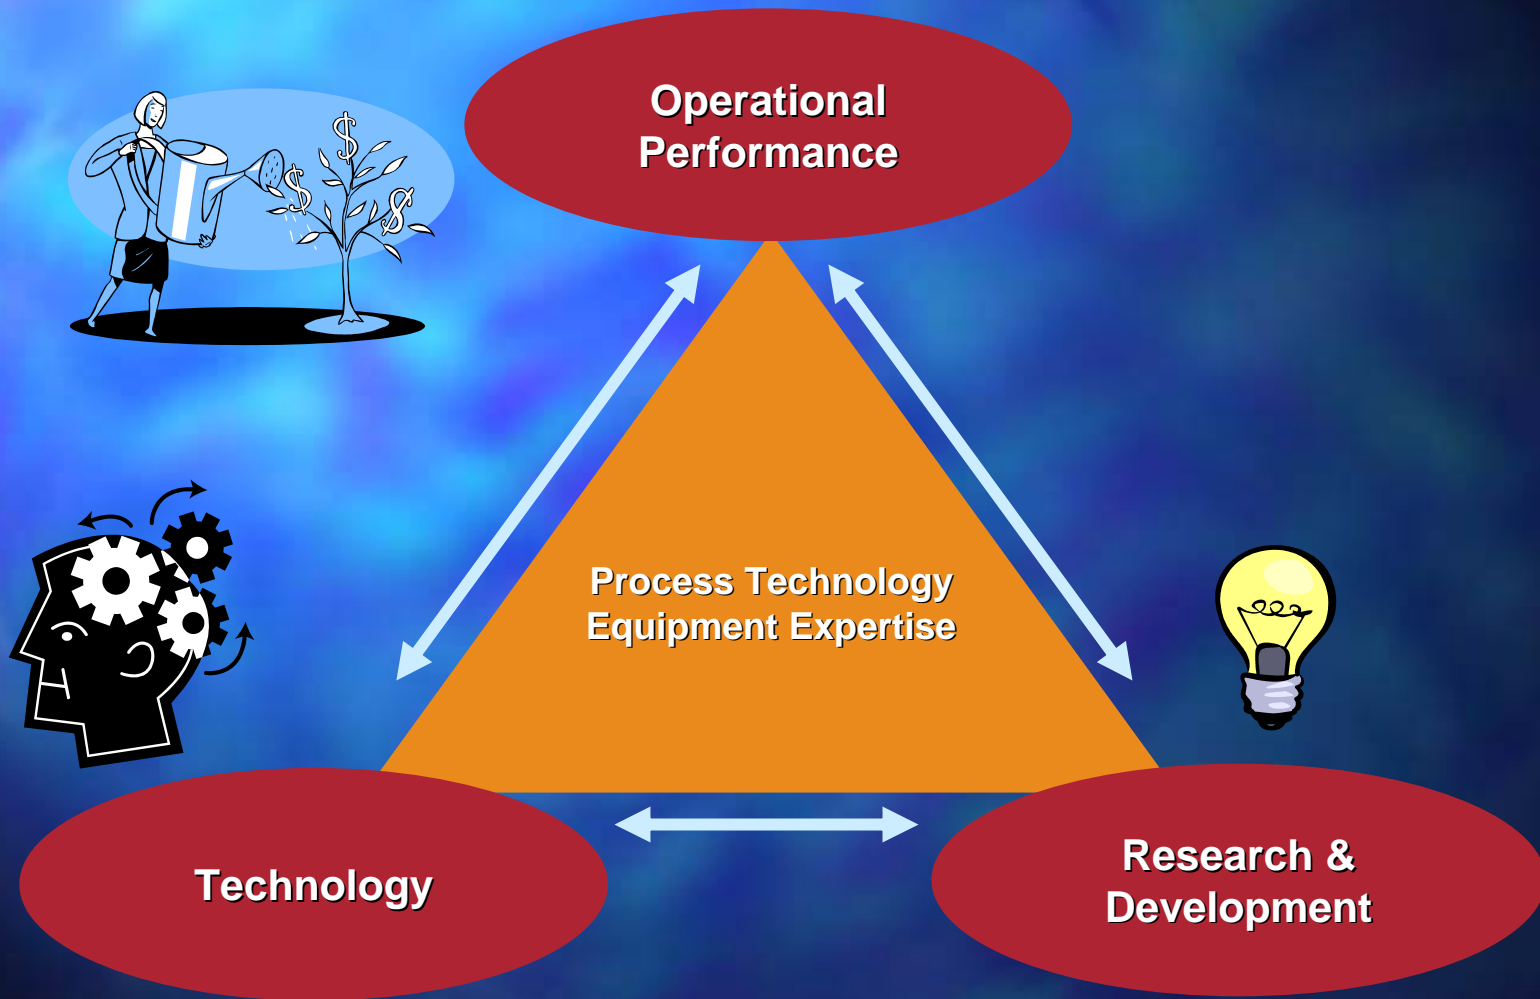 Operational
Performance
Process Technology
Equipment Expertise
Technology
Research &
Development